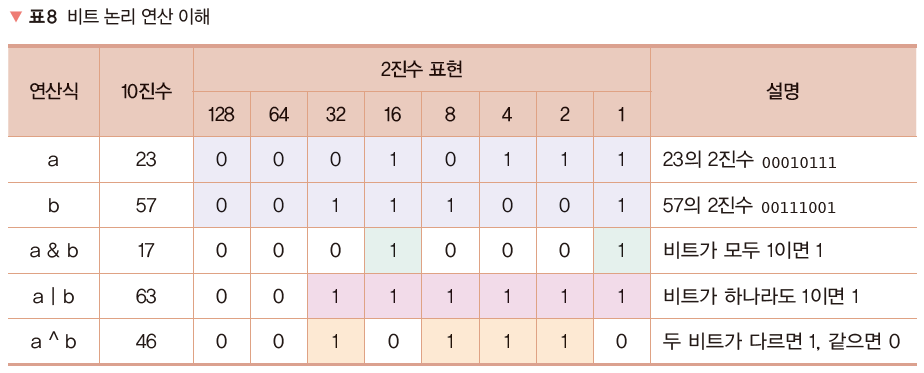 ▼ 표8 비트 논리 연산 이해
연산식 10진수 2진수 표현 설명
128 64 32 16 8 4 2 1
a 23 0 0 0 1 0 1 1 1 23의 2진수 00010111
b 57 0 0 1 1 1 0 0 1 57의 2진수 00111001
a & b 17 0 0 0 1 0 0 0 1 비트가 모두 1이면 1
a | b 63 0 0 1 1 1 1 1 1 비트가 하나라도 1이면 1
a ^ b 46 0 0 1 0 1 1 1 0 두 비트가 다르면 1, 같으면 0